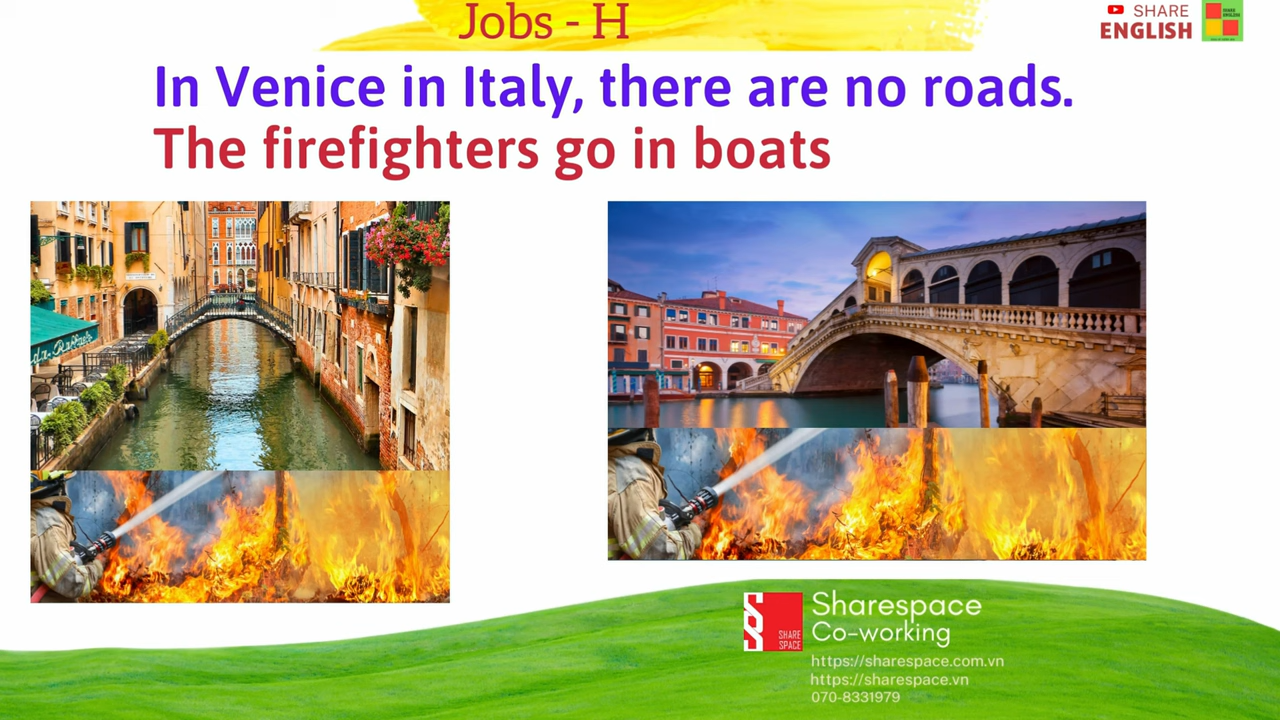 Jobs - H
SHARE
ENGLISH
In Venice in Italy, there are no roads.
The firefighters go in boats
Sharespace
Co-working
SHARE
SPACE
https://sharespace.com.vn
https://sharespace.vn
070-8331979